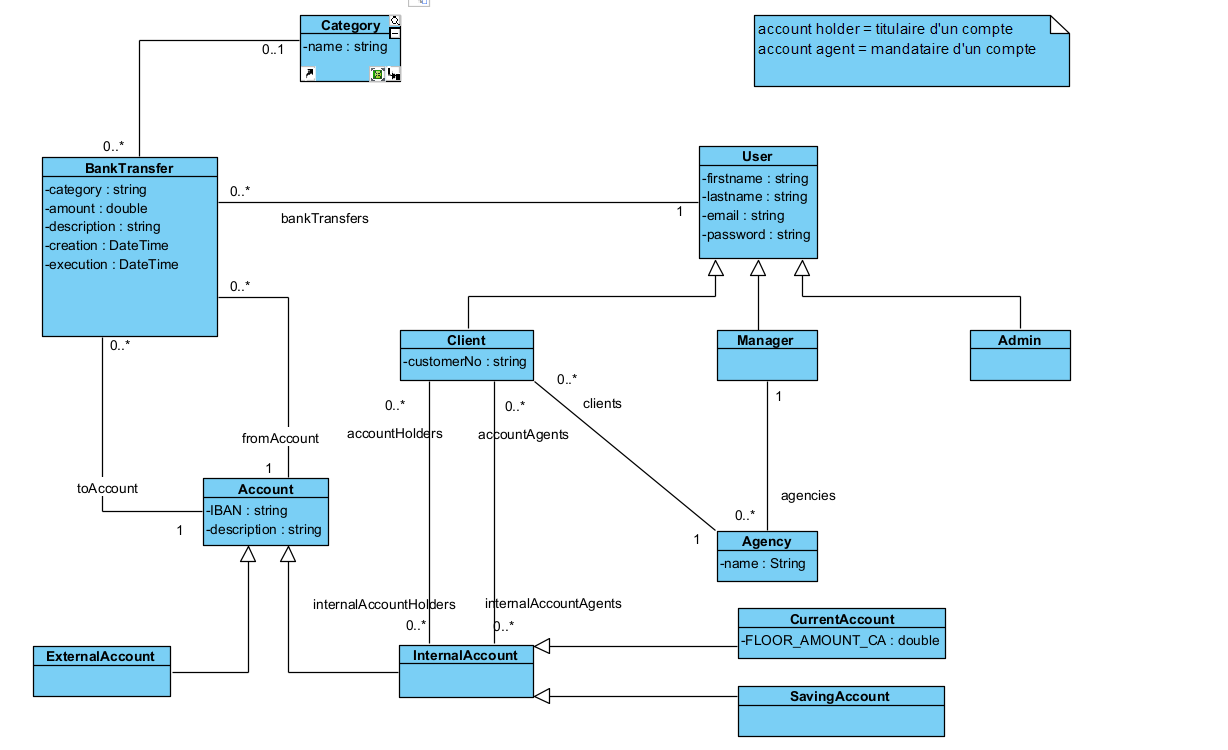 Category
-name : string
0..1
account holder = titulaire d'un compte
account agent = mandataire d'un compte
0..*
BankTransfer
-category : string
-amount : double
-description : string
-creation : DateTime
-execution : DateTime
0..*
bankTransfers
1
User
-firstname : string
-lastname : string
-email : string
-password : string
0..*
0..*
Client
-customerNo : string
Manager
Admin
0..*
accountHolders
0..*
accountAgents
0..*
clients
1
fromAccount
1
toAccount
1
Account
-IBAN : string
-description : string
agencies
0..*
1
Agency
-name : String
internalAccountHolders
0..*
internalAccountAgents
0..*
CurrentAccount
-FLOOR_AMOUNT_CA : double
ExternalAccount
InternalAccount
SavingAccount